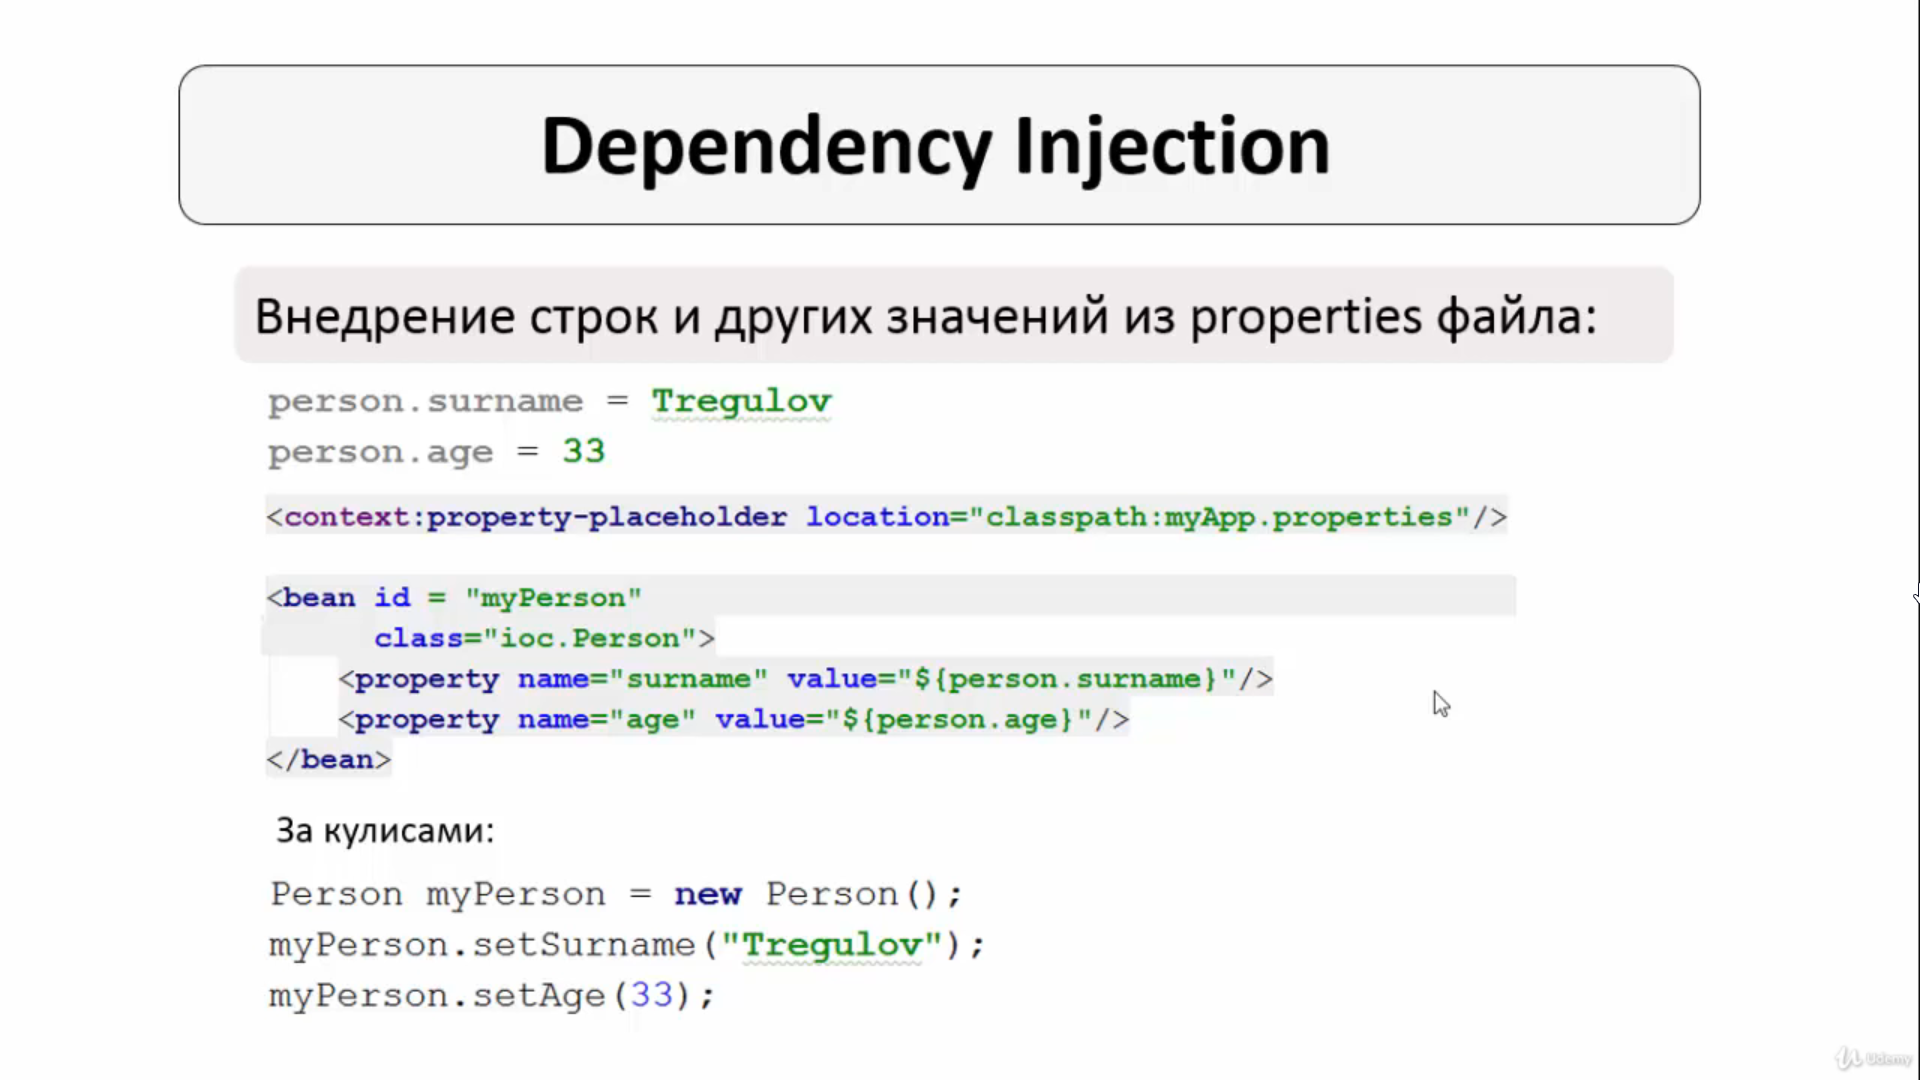 Dependency Injection
Внедрение строк и других значений из properties файла:
person.surname = Tregulov
person.age = 33
<context:property-placeholder location="classpath:myApp.properties"/>
<bean id = "myPerson"
class="ioc.Person">
<property name="surname" value="${person.surname}"/>
<property name="age" value="${person.age}"/>
</bean>
За кулисами:
Person myPerson = new Person();
myPerson.setSurname("Tregulov");
myPerson.setAge(33);
Udemy